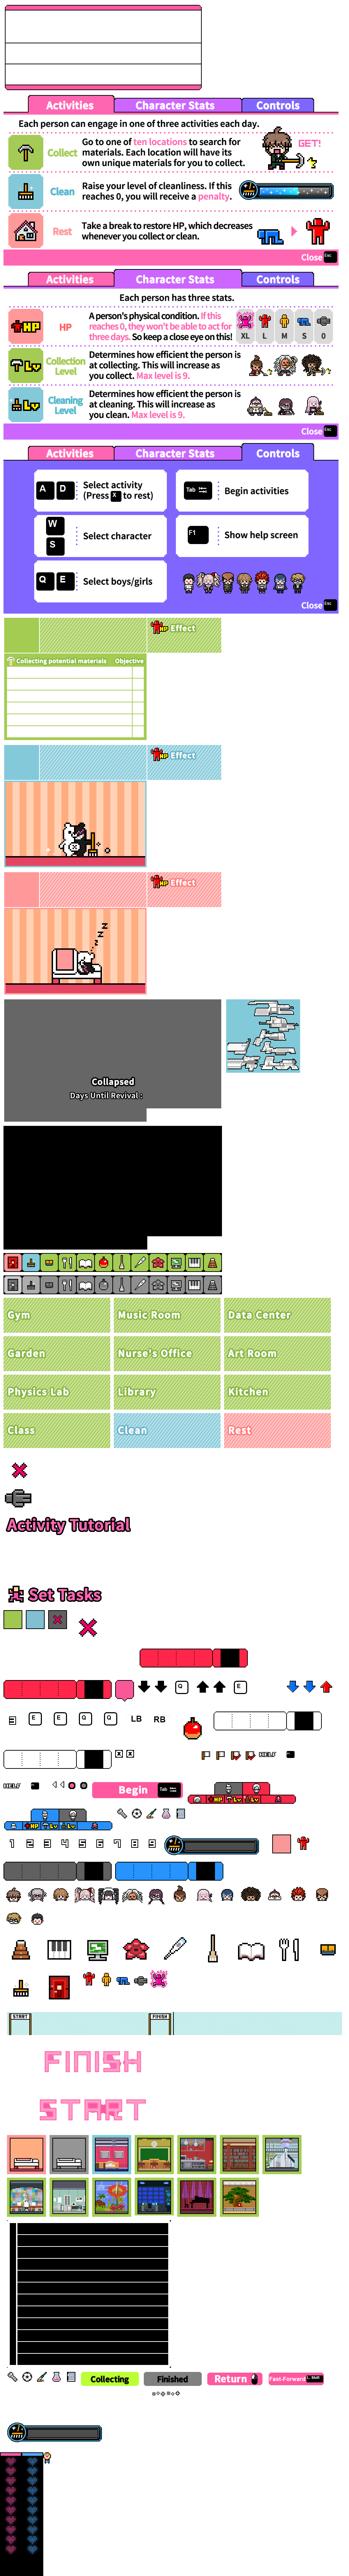 Activities Character Stats Controls
Each person can engage in one of three activities each day.
Collect
Go to one of ten locations to search for
materials. Each location will have its
own unique materials for you to collect.
GET!
Clean
Raise your level of cleanliness. If this
reaches 0, you will receive a penalty.
Rest
Take a break to restore HP, which decreases
whenever you collect or clean.
Close Esc
Activities Character Stats Controls
Each person has three stats.
HP HP
A person's physical condition. If this
reaches 0, they won't be able to act for
three days. So keep a close eye on this!
XL L M S 0
Lv Collection
Level
Determines how efficient the person is
at collecting. This will increase as
you collect. Max level is 9.
Lv Cleaning
Level
Determines how efficient the person is
at cleaning. This will increase as
you clean. Max level is 9.
Close Esc
Activities Character Stats Controls
A D Select activity
(Press X to rest)
Tab Begin activities
W
S Select character
F1 Show help screen
Q E Select boys/girls
Close Esc
HP Effect
Collecting potential materials Objective
HP Effect
HP Effect
z z z z
Collapsed
Days Until Revival :
Gym Music Room Data Center
Garden Nurse's Office Art Room
Physics Lab Library Kitchen
Class Clean Rest
Activity Tutorial
Set Tasks
Q E
E E E Q Q LB RB
X X
HELP
HELP
Begin Tab
HP Lv Lv
HP Lv Lv
1 2 3 4 5 6 7 8 9
START FINISH
FINISH
START
Collecting Finished Return Fast-Forward L. Shift